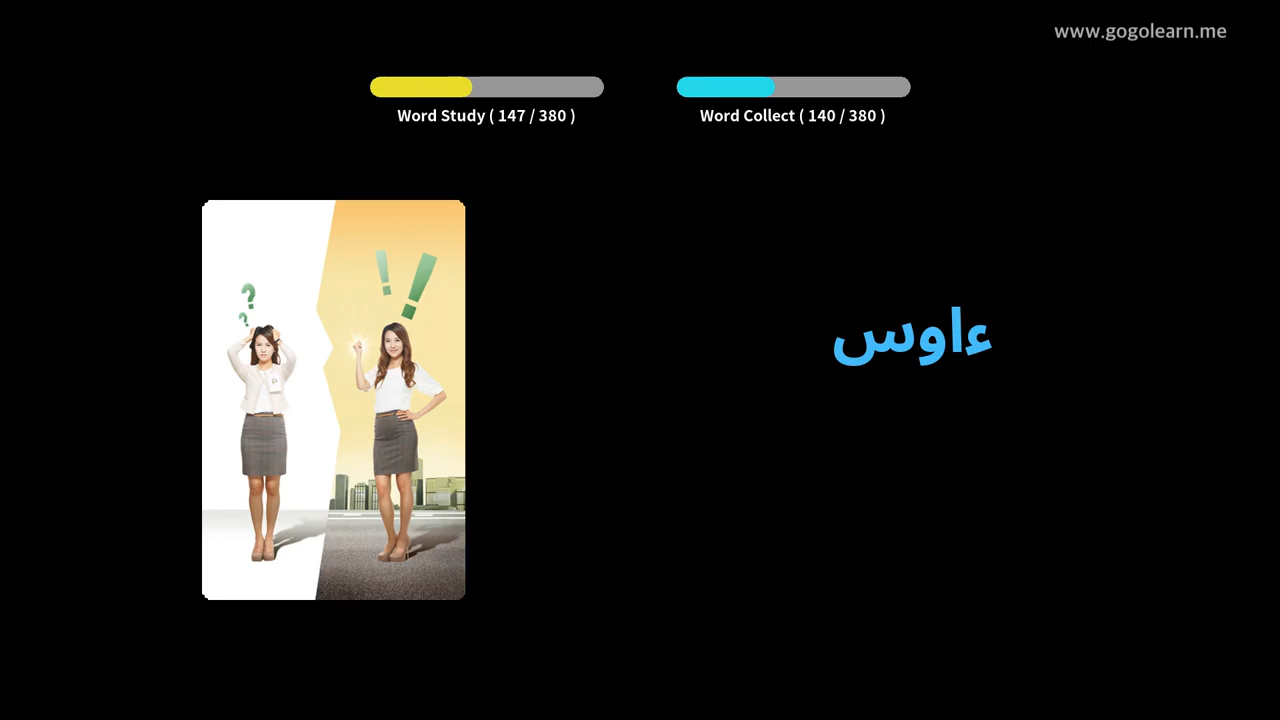 www.gogolearn.me
Word Study ( 147 / 380 )
Word Collect ( 140 / 380 )
? ?
! !
ءاوس